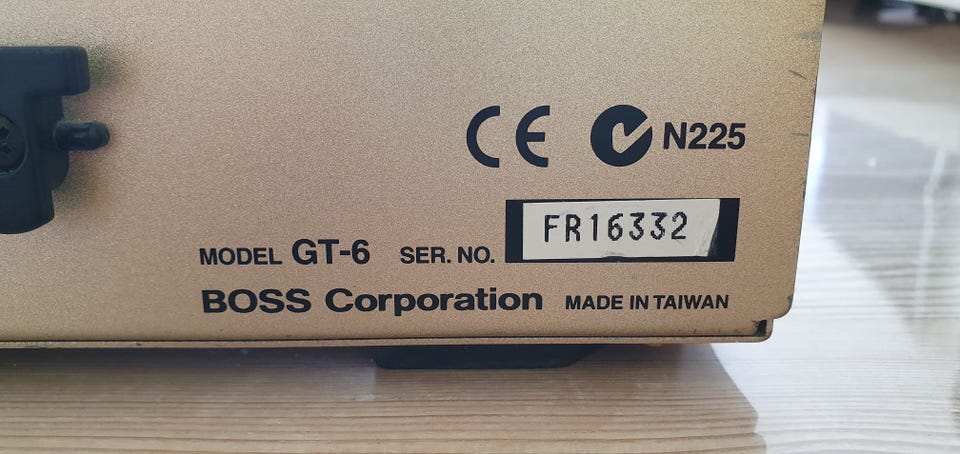 CE N225
FR16332
MODEL GT-6 SER. NO.
BOSS Corporation MADE IN TAIWAN